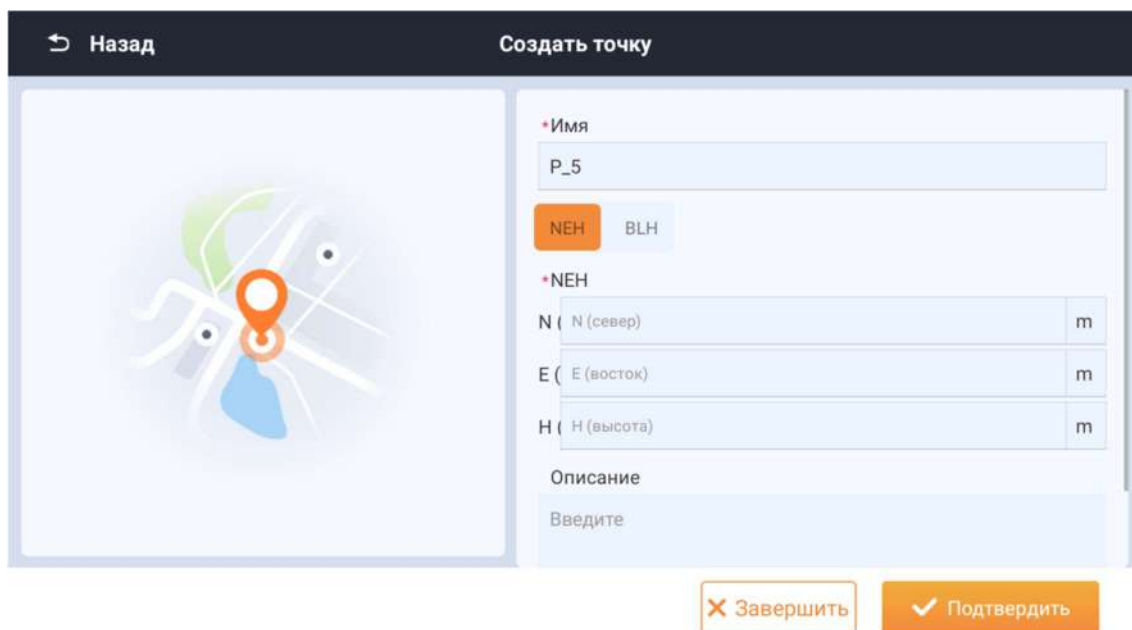 Назад
Создать точку
*Имя
P_5
NEH BLH
*NEH
N ( N (север) m
E ( E (восток) m
H ( H (высота) m
Описание
Введите
Завершить Подтвердить